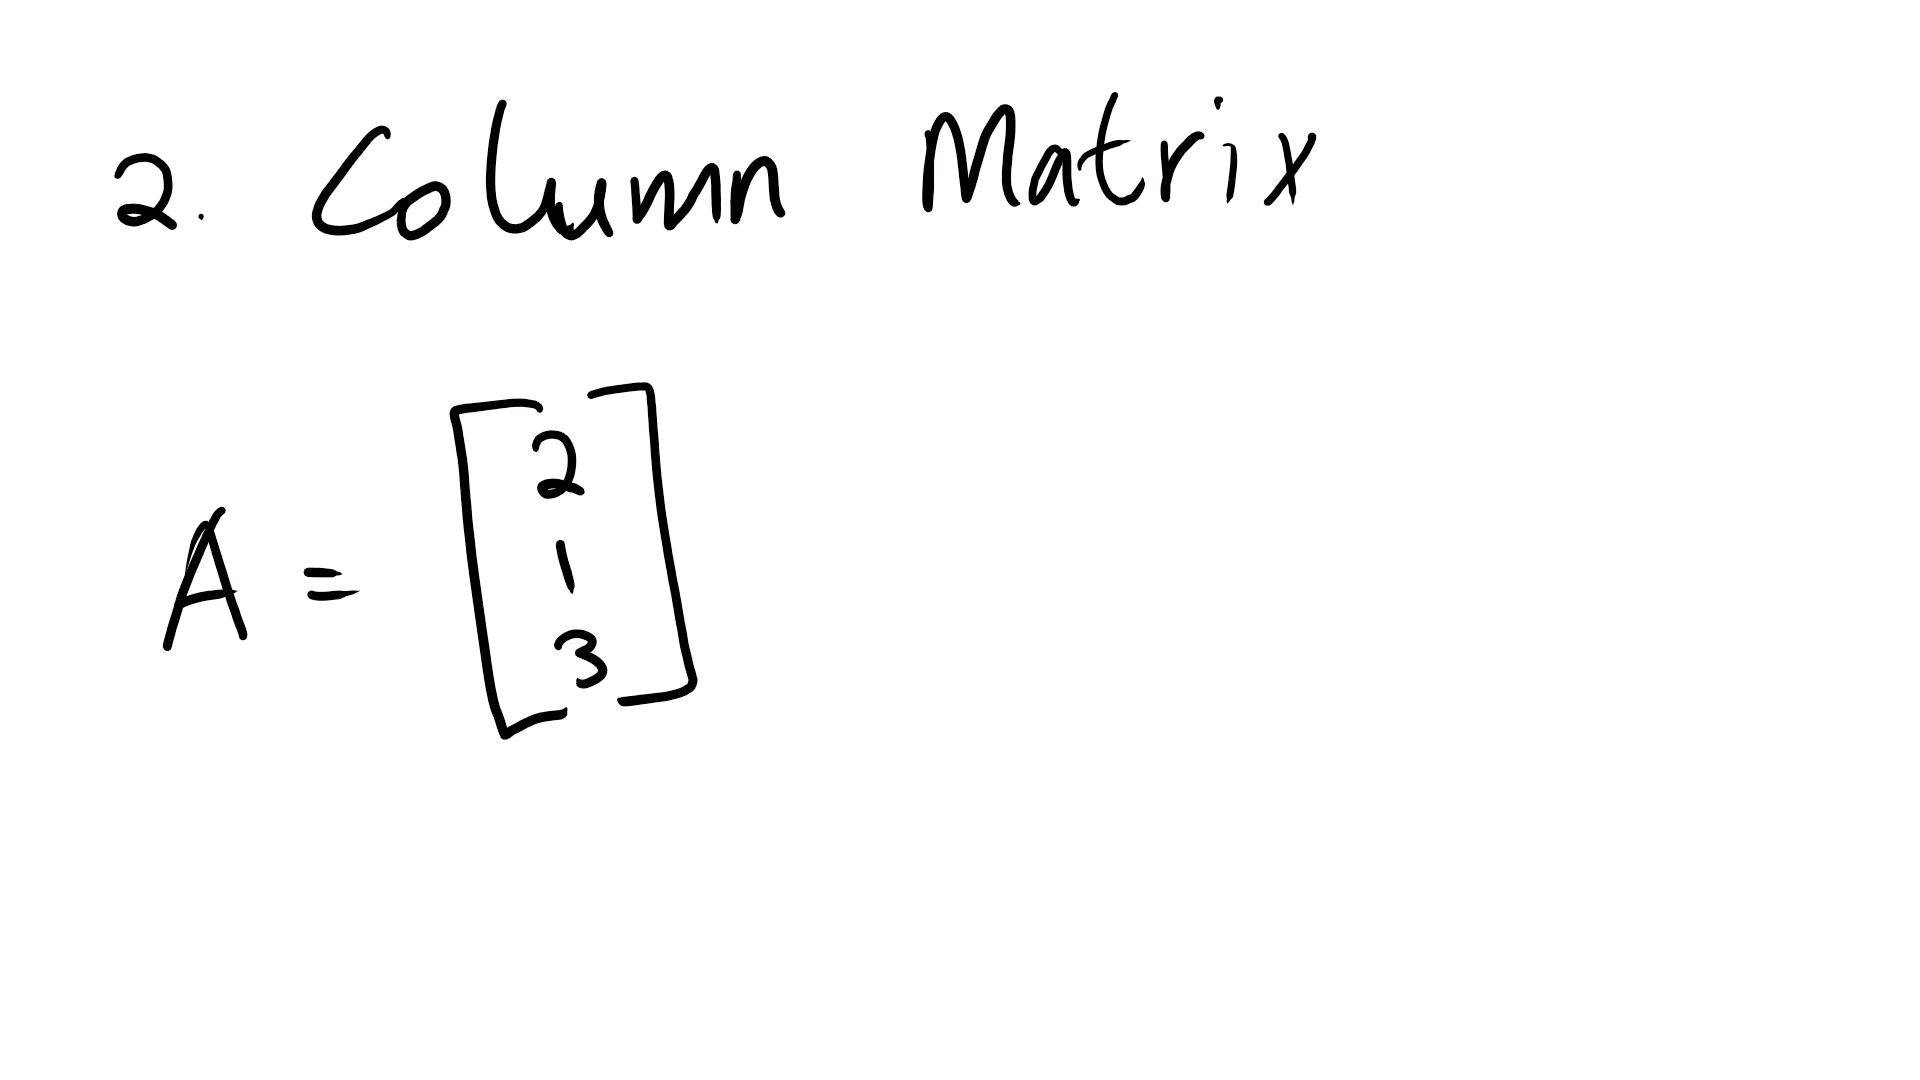 2. Column Matrix
A = [
2
1
3
]